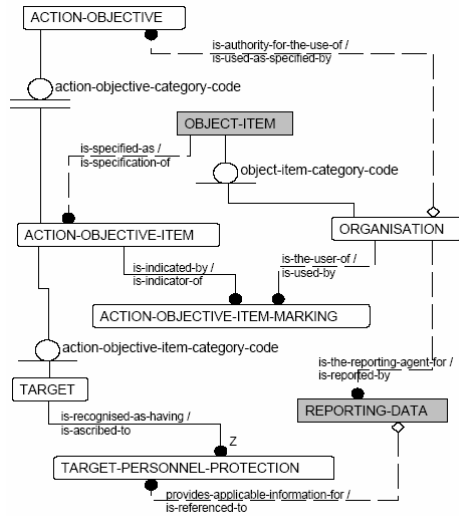 ACTION-OBJECTIVE
is-authority-for-the-use-of /
is-used-as-specified-by
action-objective-category-code
OBJECT-ITEM
is-specified-as /
is-specification-of
object-item-category-code
ACTION-OBJECTIVE-ITEM
ORGANISATION
is-indicated-by /
is-indicator-of
is-the-user-of /
is-used-by
ACTION-OBJECTIVE-ITEM-MARKING
action-objective-item-category-code
is-the-reporting-agent-for /
is-reported-by
TARGET
REPORTING-DATA
is-recognised-as-having /
is-ascribed-to
Z
TARGET-PERSONNEL-PROTECTION
provides-applicable-information-for /
is-referenced-to